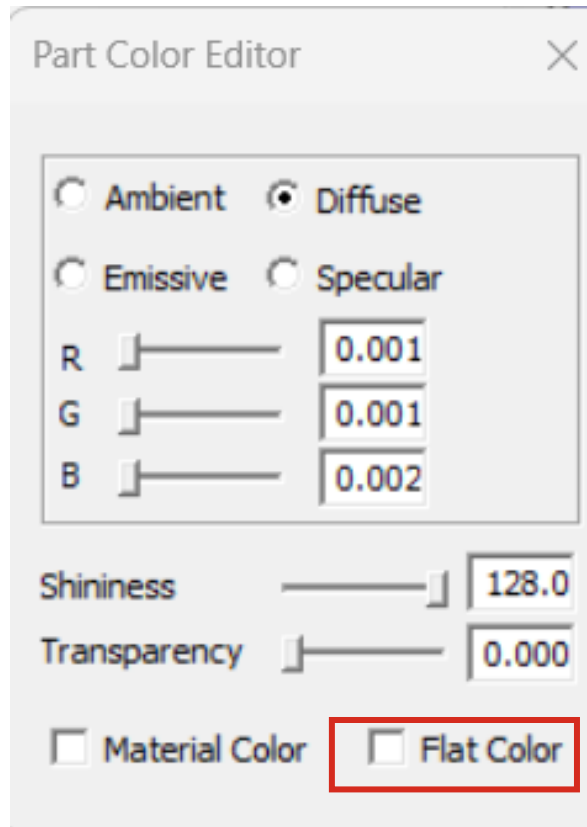 Part Color Editor
Ambient Diffuse
Emissive Specular
R 0.001
G 0.001
B 0.002
Shininess 128.0
Transparency 0.000
Material Color Flat Color